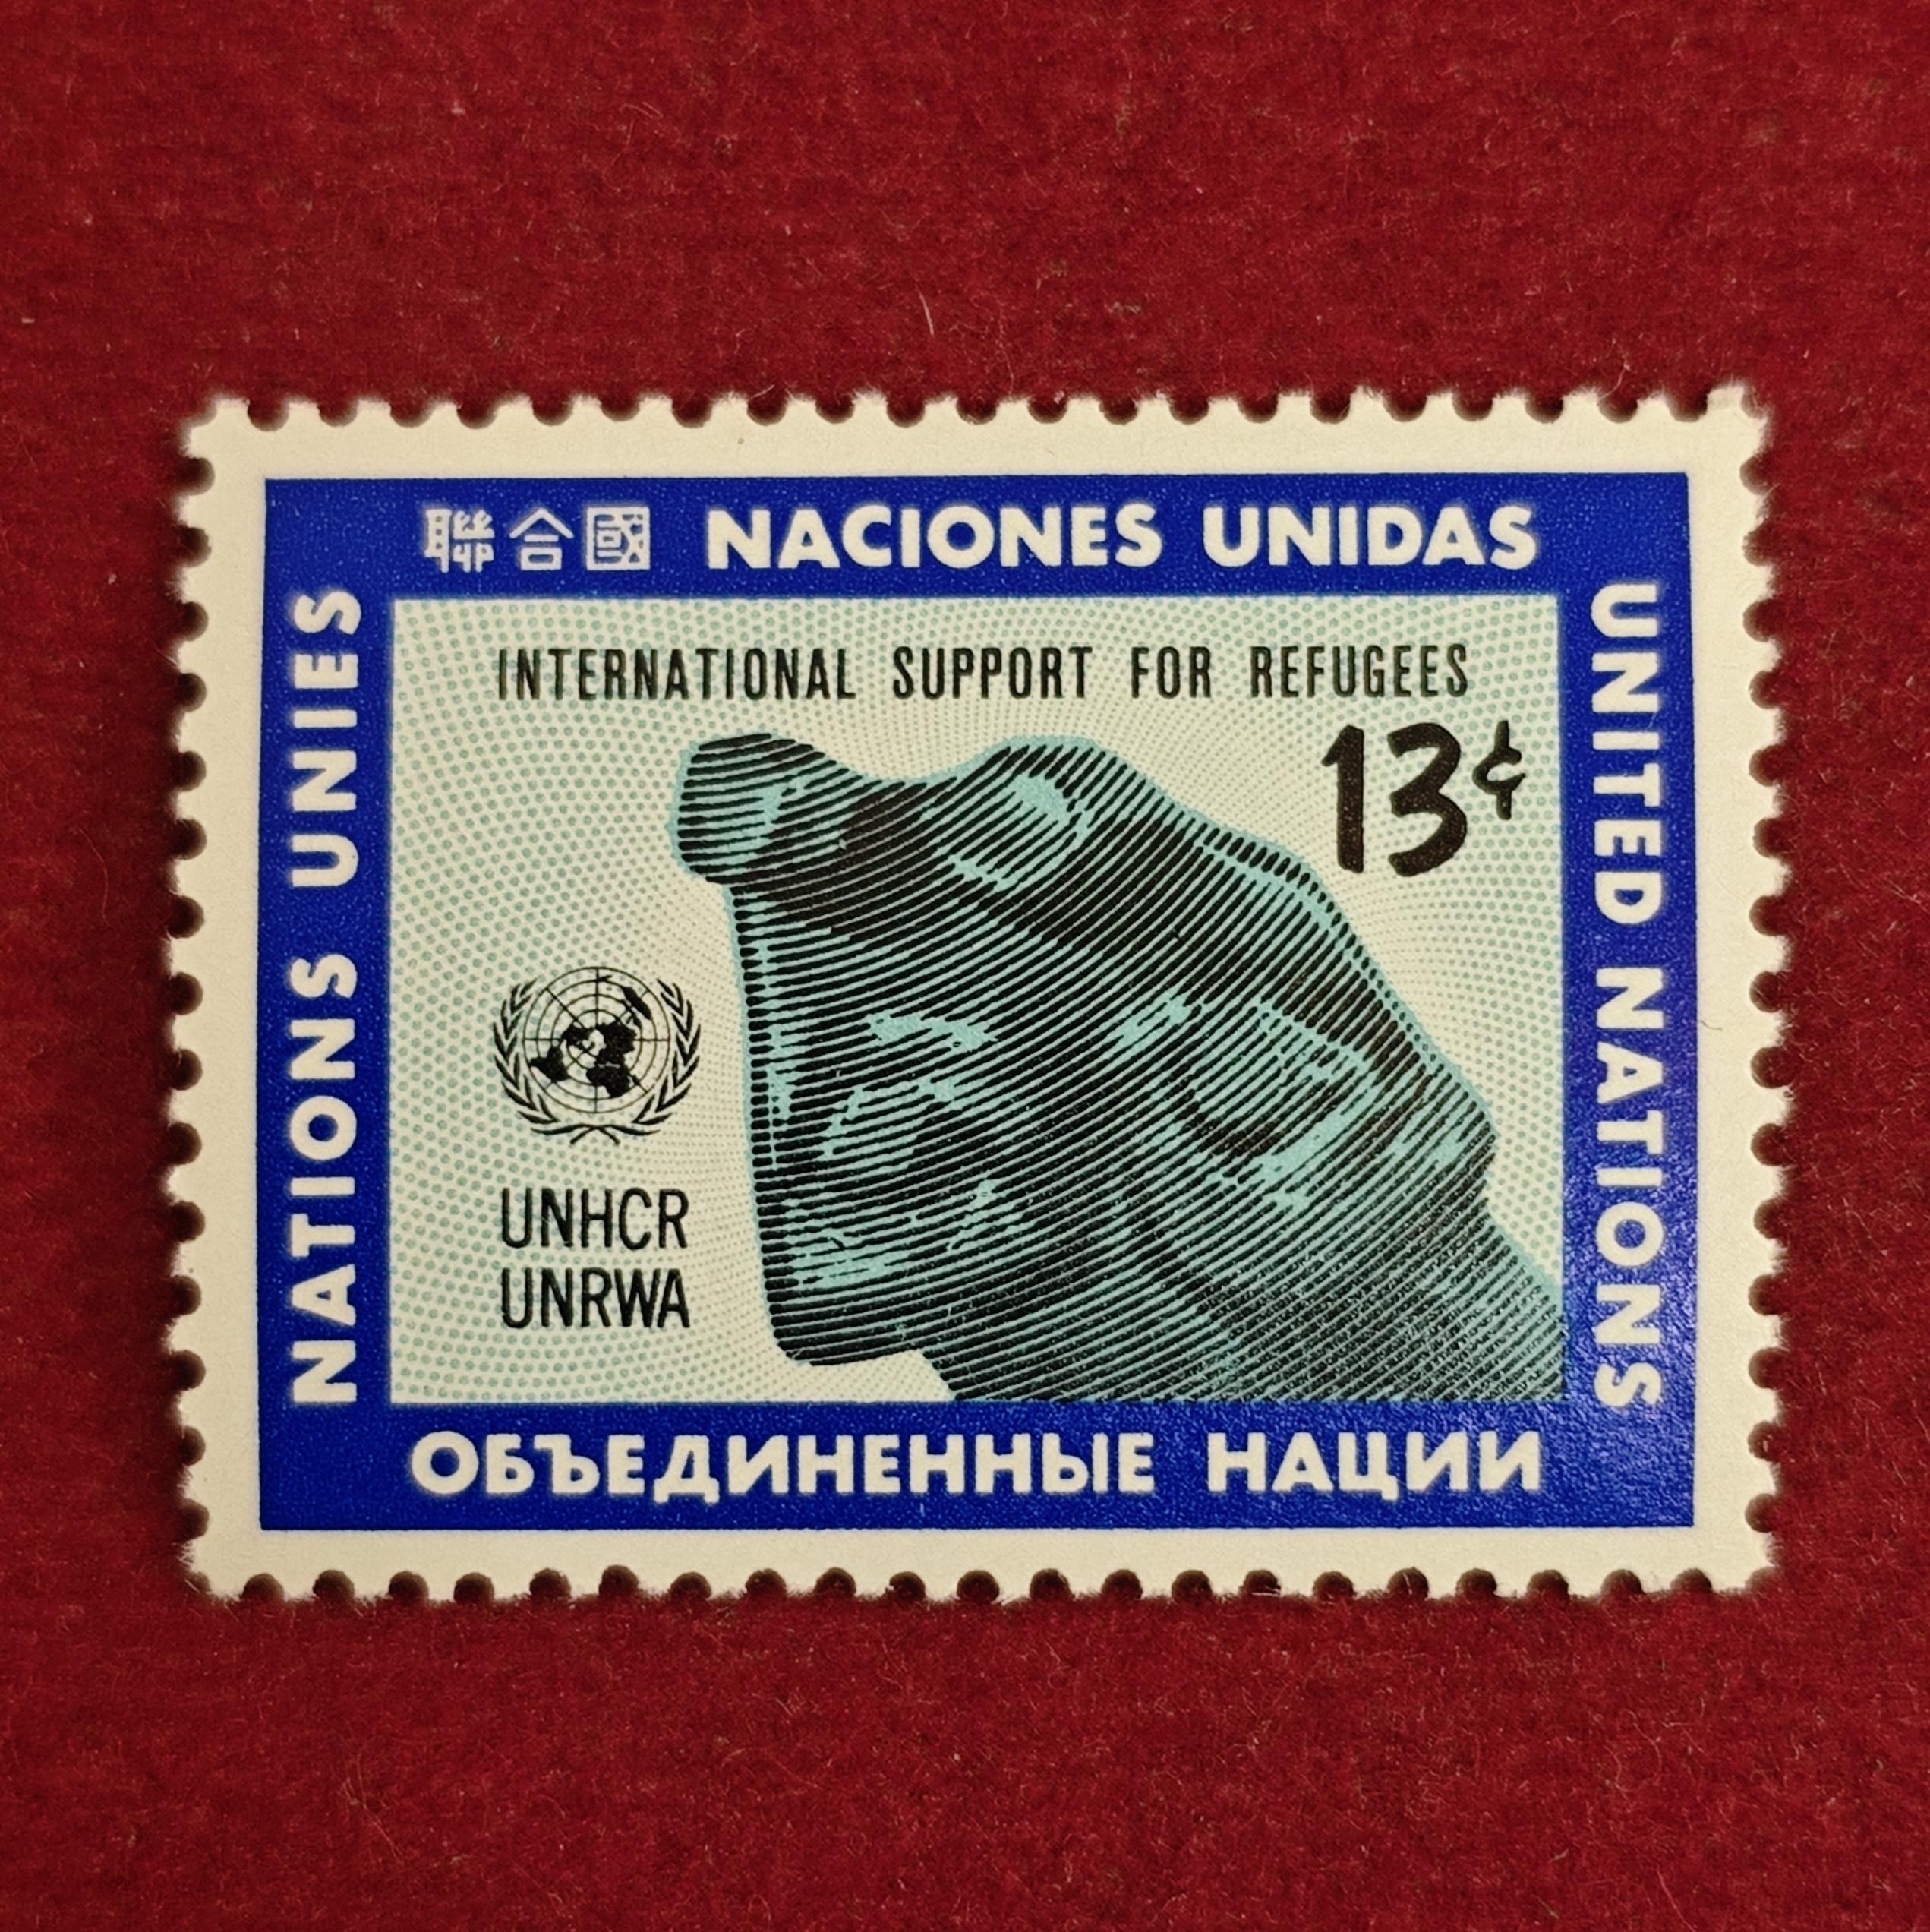 聯合國 NACIONES UNIDAS
NATIONS UNIES
UNITED NATIONS
INTERNATIONAL SUPPORT FOR REFUGEES
13¢
UNHCR
UNRWA
ОБЪЕДИНЕННЫЕ НАЦИИ